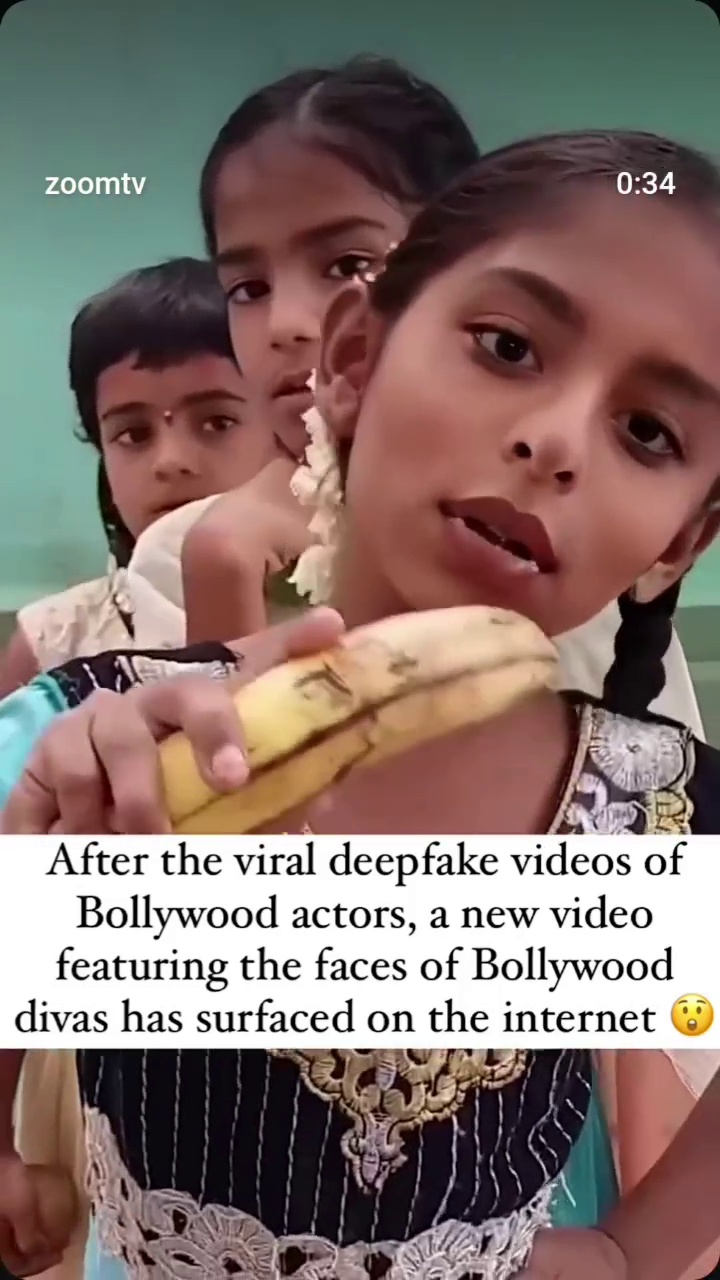 zoomtv
0:34
After the viral deepfake videos of
Bollywood actors, a new video
featuring the faces of Bollywood
divas has surfaced on the internet 😲